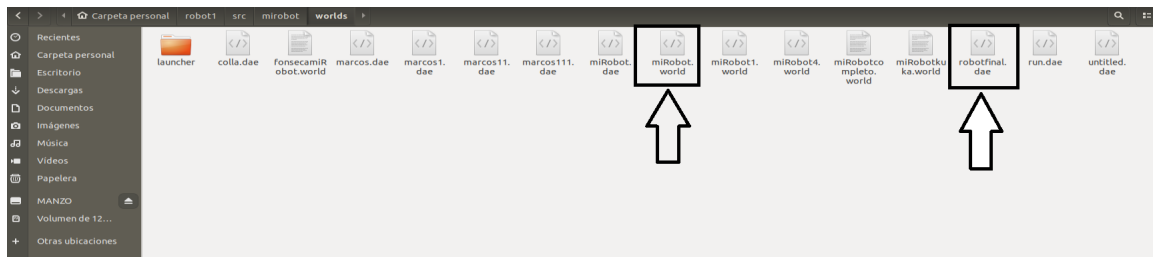 Carpeta personal robot1 src mirobot worlds
Recientes
Carpeta personal
Escritorio
Descargas
Documentos
Imágenes
Música
Vídeos
Papelera
MANZO
Volumen de 12...
Otras ubicaciones
launcher
colla.dae
fonsecamiR
obot.world
marcos.dae
marcos1.
dae
marcos11.
dae
marcos111.
dae
miRobot.
dae
miRobot.
world
miRobot1.
world
miRobot4.
world
miRobotco
mpleto.
world
miRobotku
ka.world
robotfinal.
dae
run.dae
untitled.
dae